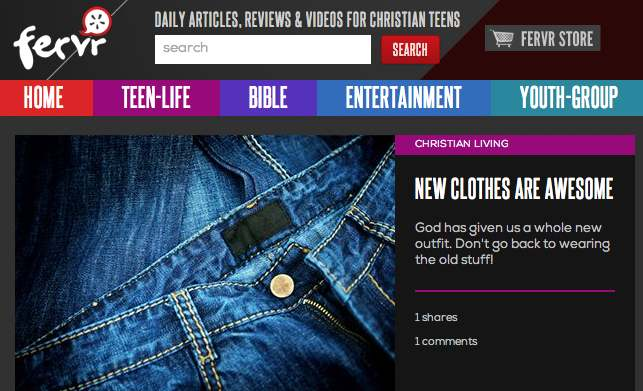 fervr
DAILY ARTICLES, REVIEWS & VIDEOS FOR CHRISTIAN TEENS
search
SEARCH
FERVR STORE
HOME
TEEN-LIFE
BIBLE
ENTERTAINMENT
YOUTH-GROUP
CHRISTIAN LIVING
NEW CLOTHES ARE AWESOME
God has given us a whole new
outfit. Don't go back to wearing
the old stuff!
1 shares
1 comments